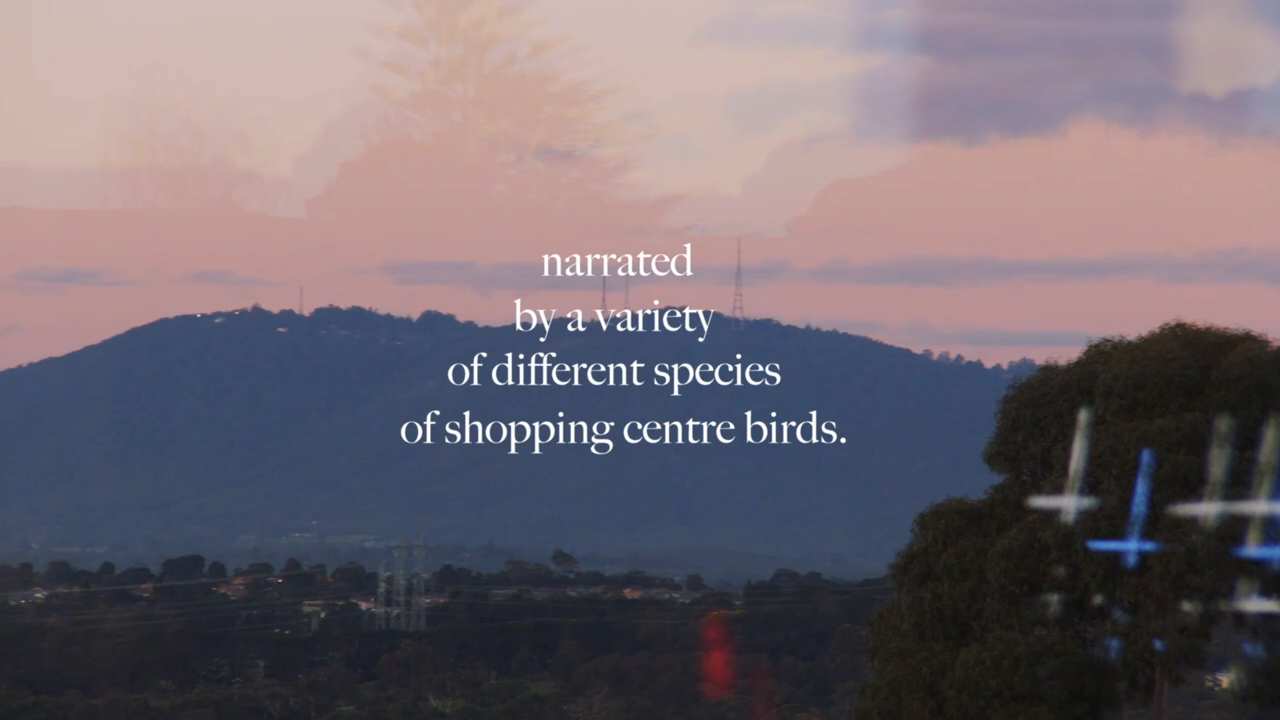 narrated
by a variety
of different species
of shopping centre birds.